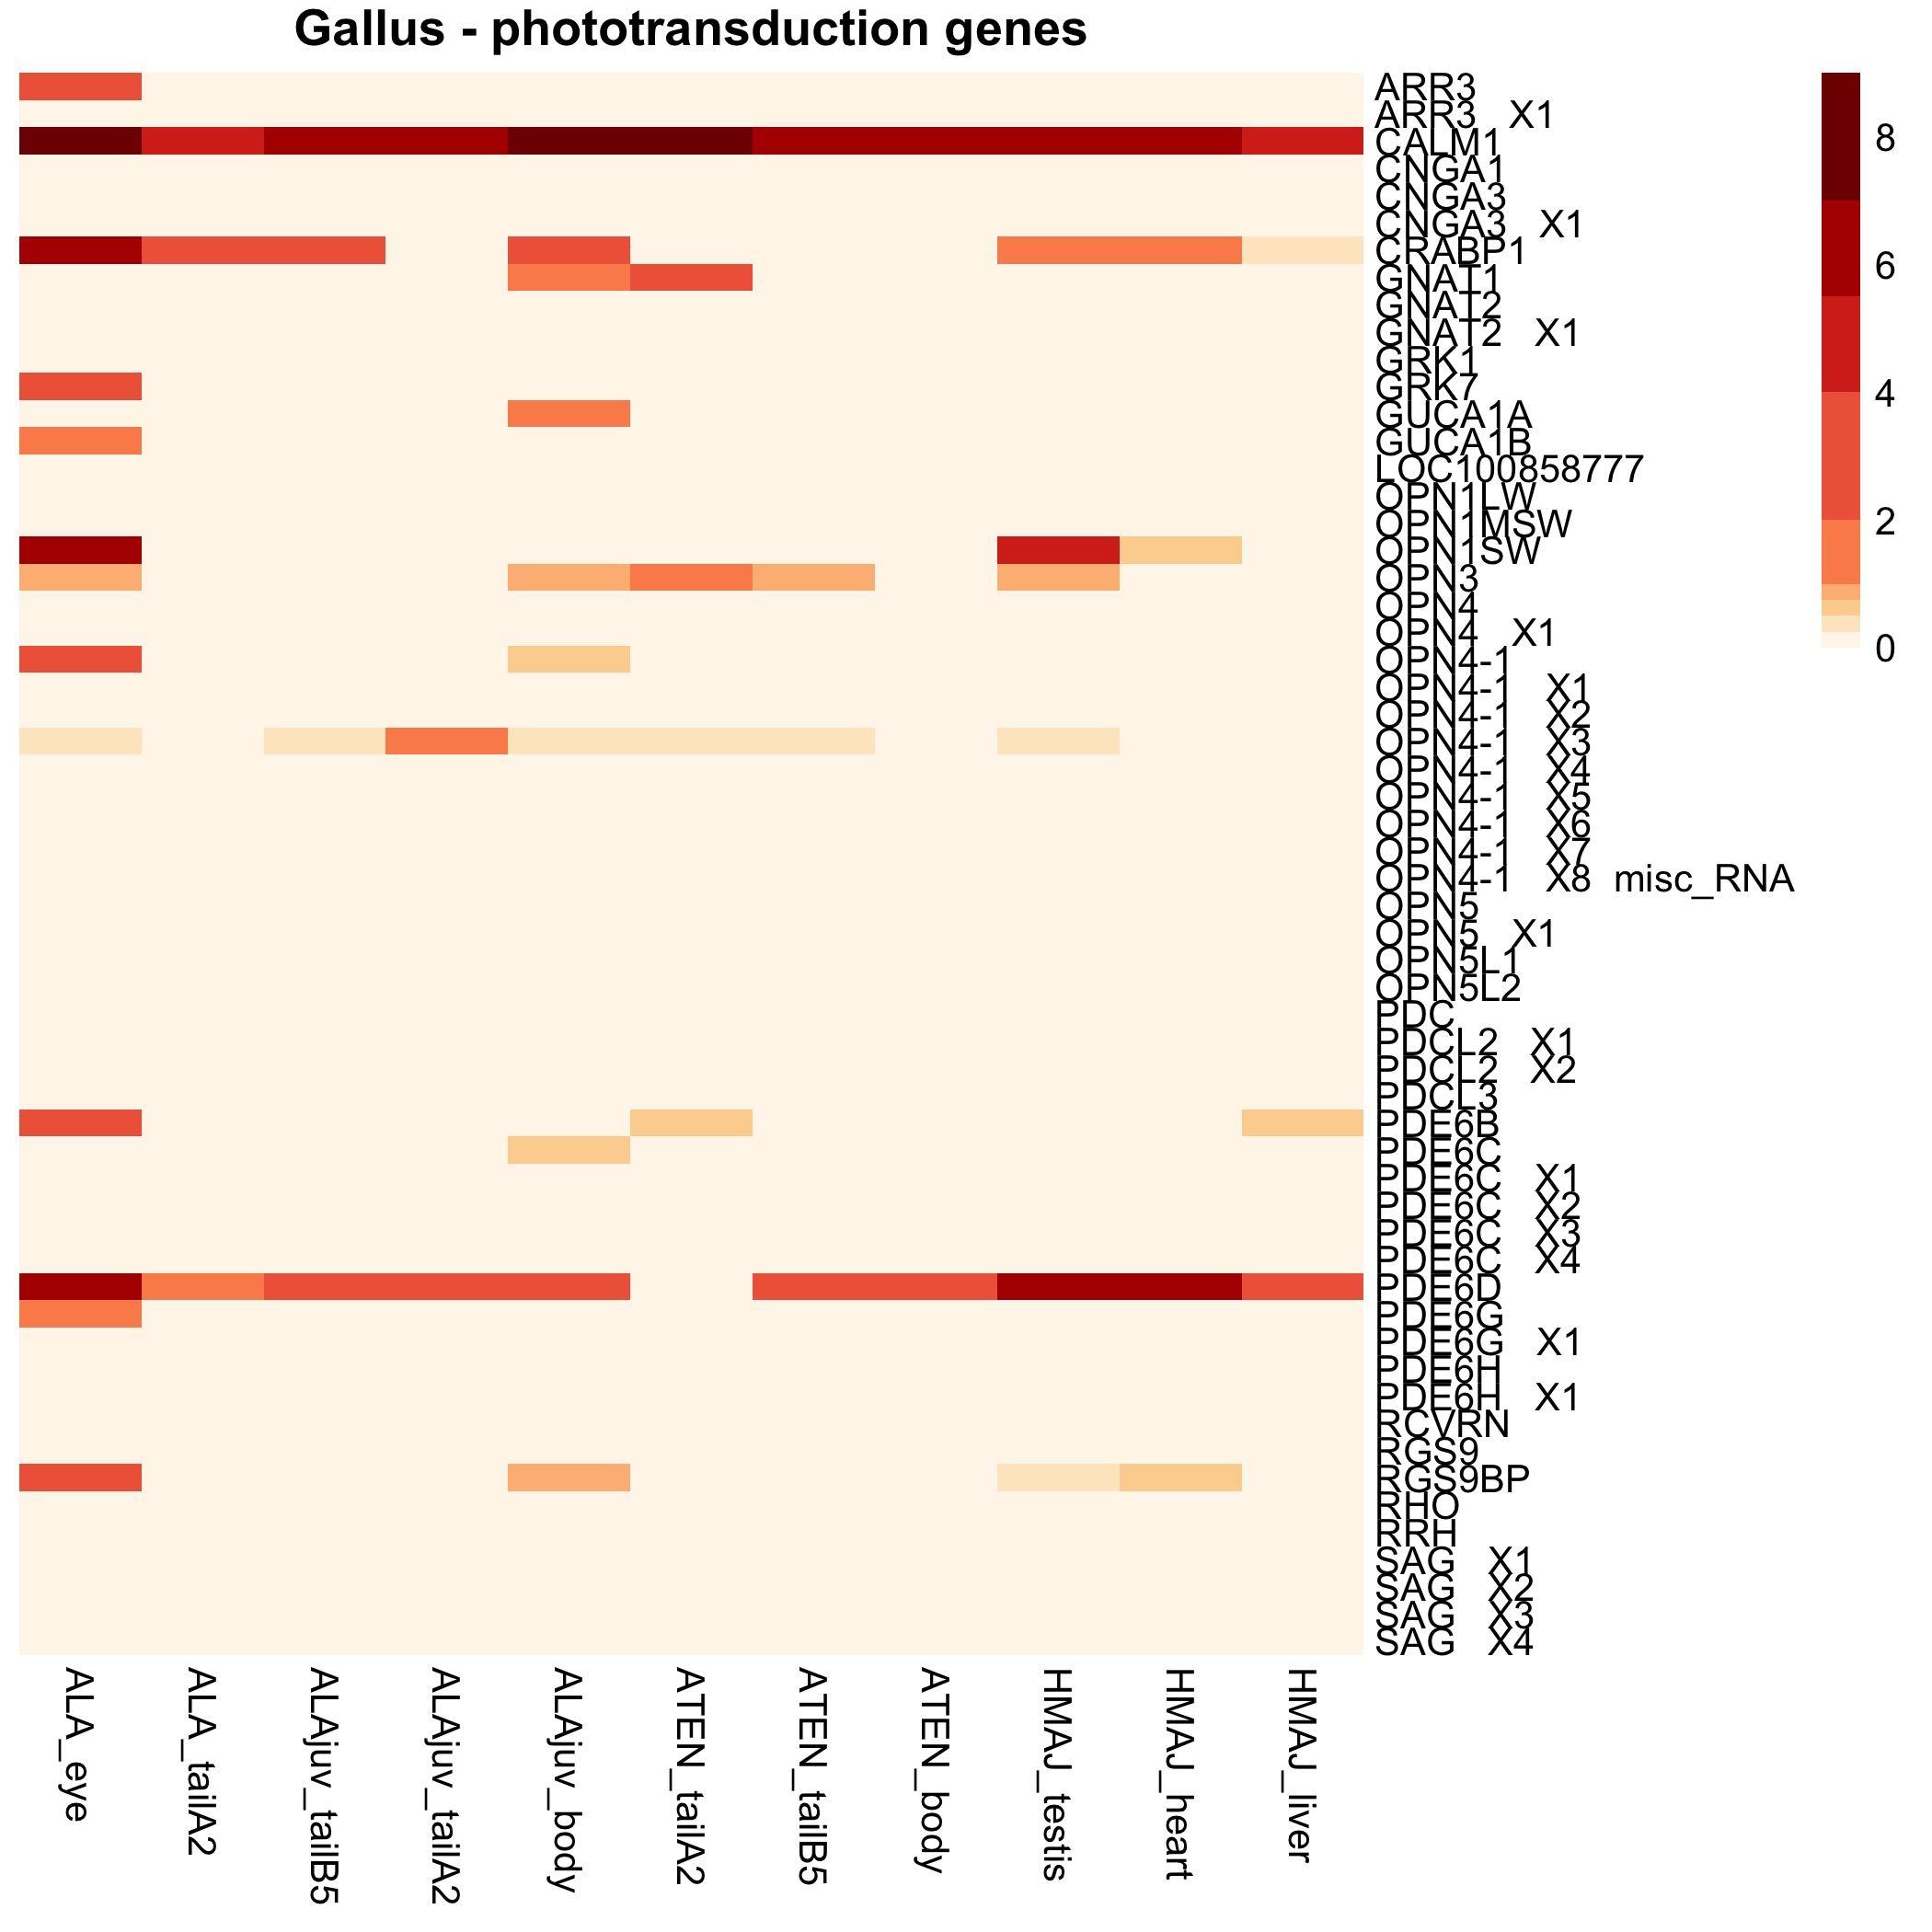 Gallus - phototransduction genes
ARR3
ARR3 X1
CALM1
CNGA1
CNGA3
CNGA3 X1
CRABP1
GNAT1
GNAT2
GNAT2 X1
GRK1
GRK7
GUCA1A
GUCA1B
LOC100858777
OPN1LW
OPN1MSW
OPN1SW
OPN3
OPN4
OPN4 X1
OPN4-1
OPN4-1 X1
OPN4-1 X2
OPN4-1 X3
OPN4-1 X4
OPN4-1 X5
OPN4-1 X6
OPN4-1 X7
OPN4-1 X8 misc_RNA
OPN5
OPN5 X1
OPN5L1
OPN5L2
PDC
PDCL2 X1
PDCL2 X2
PDCL3
PDE6B
PDE6C
PDE6C X1
PDE6C X2
PDE6C X3
PDE6C X4
PDE6D
PDE6G
PDE6G X1
PDE6H
PDE6H X1
RCVRN
RGS9
RGS9BP
RHO
RRH
SAG X1
SAG X2
SAG X3
SAG X4
8
6
4
2
0
ALA_eye
ALA_tailA2
ALAjuv_tailB5
ALAjuv_tailA2
ALAjuv_body
ATEN_tailA2
ATEN_tailB5
ATEN_body
HMAJ_testis
HMAJ_heart
HMAJ_liver